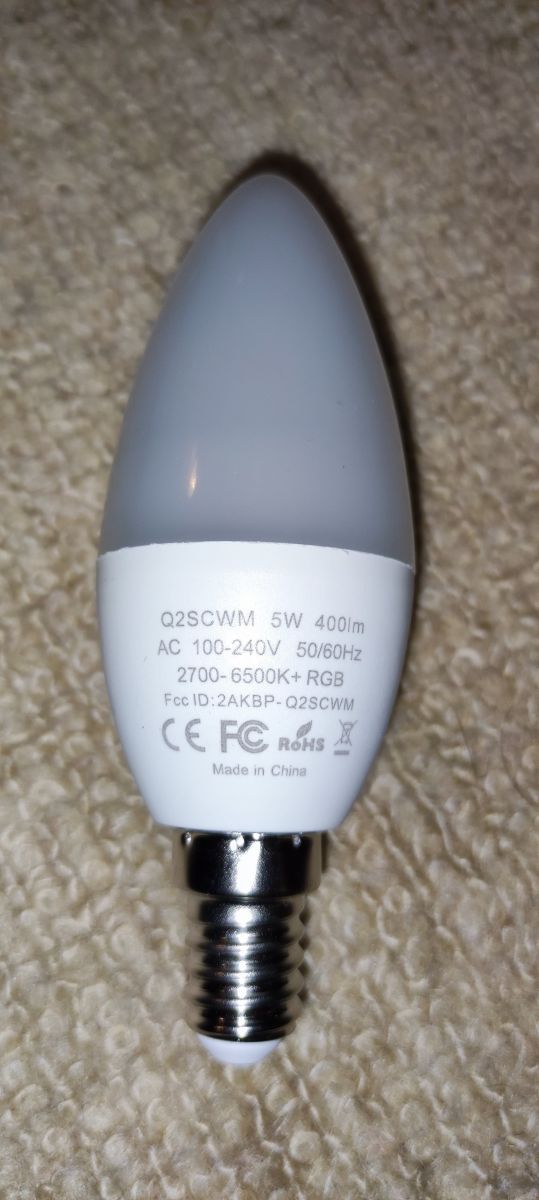 Q2SCWM 5W 400lm
AC 100-240V 50/60Hz
2700-6500K+ RGB
Fcc ID:2AKBP-Q2SCWM
CE FC RoHS
Made in China